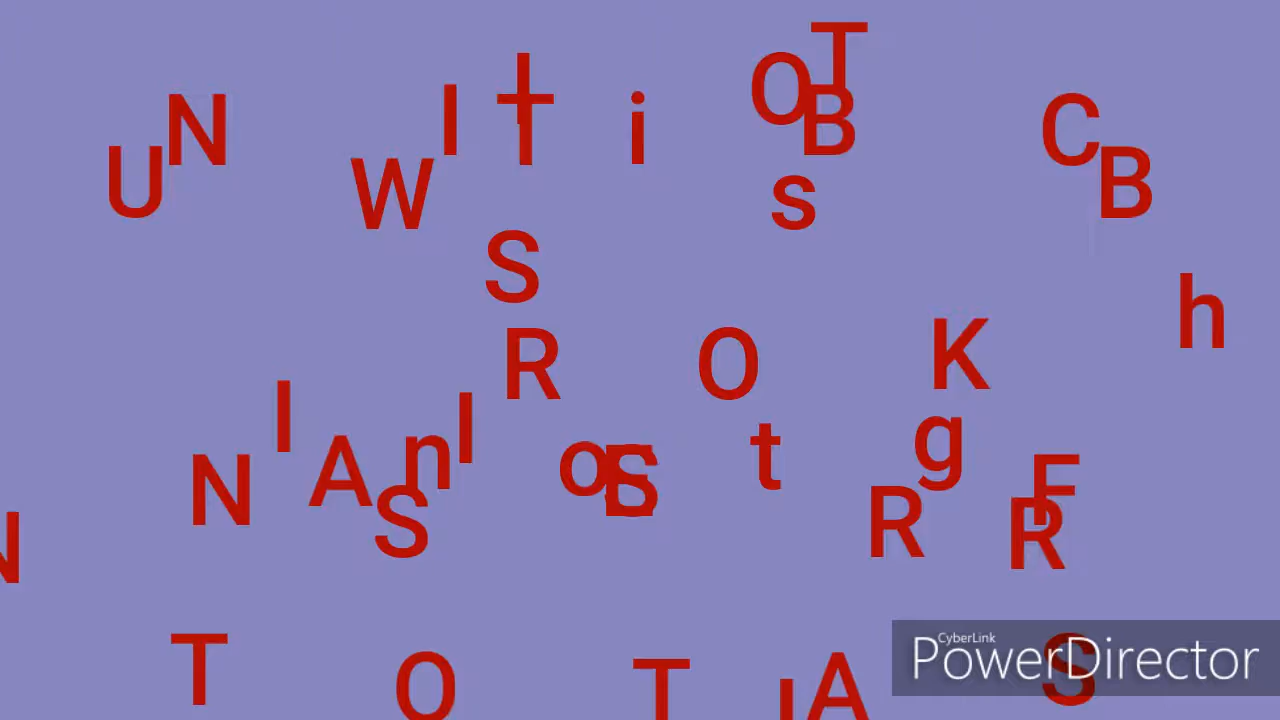 T
I O
N I T i B C
U W s B
S
h
R O K
I I
N A n o S E t g F
N S R R
T O T I A S
CyberLink
PowerDirector